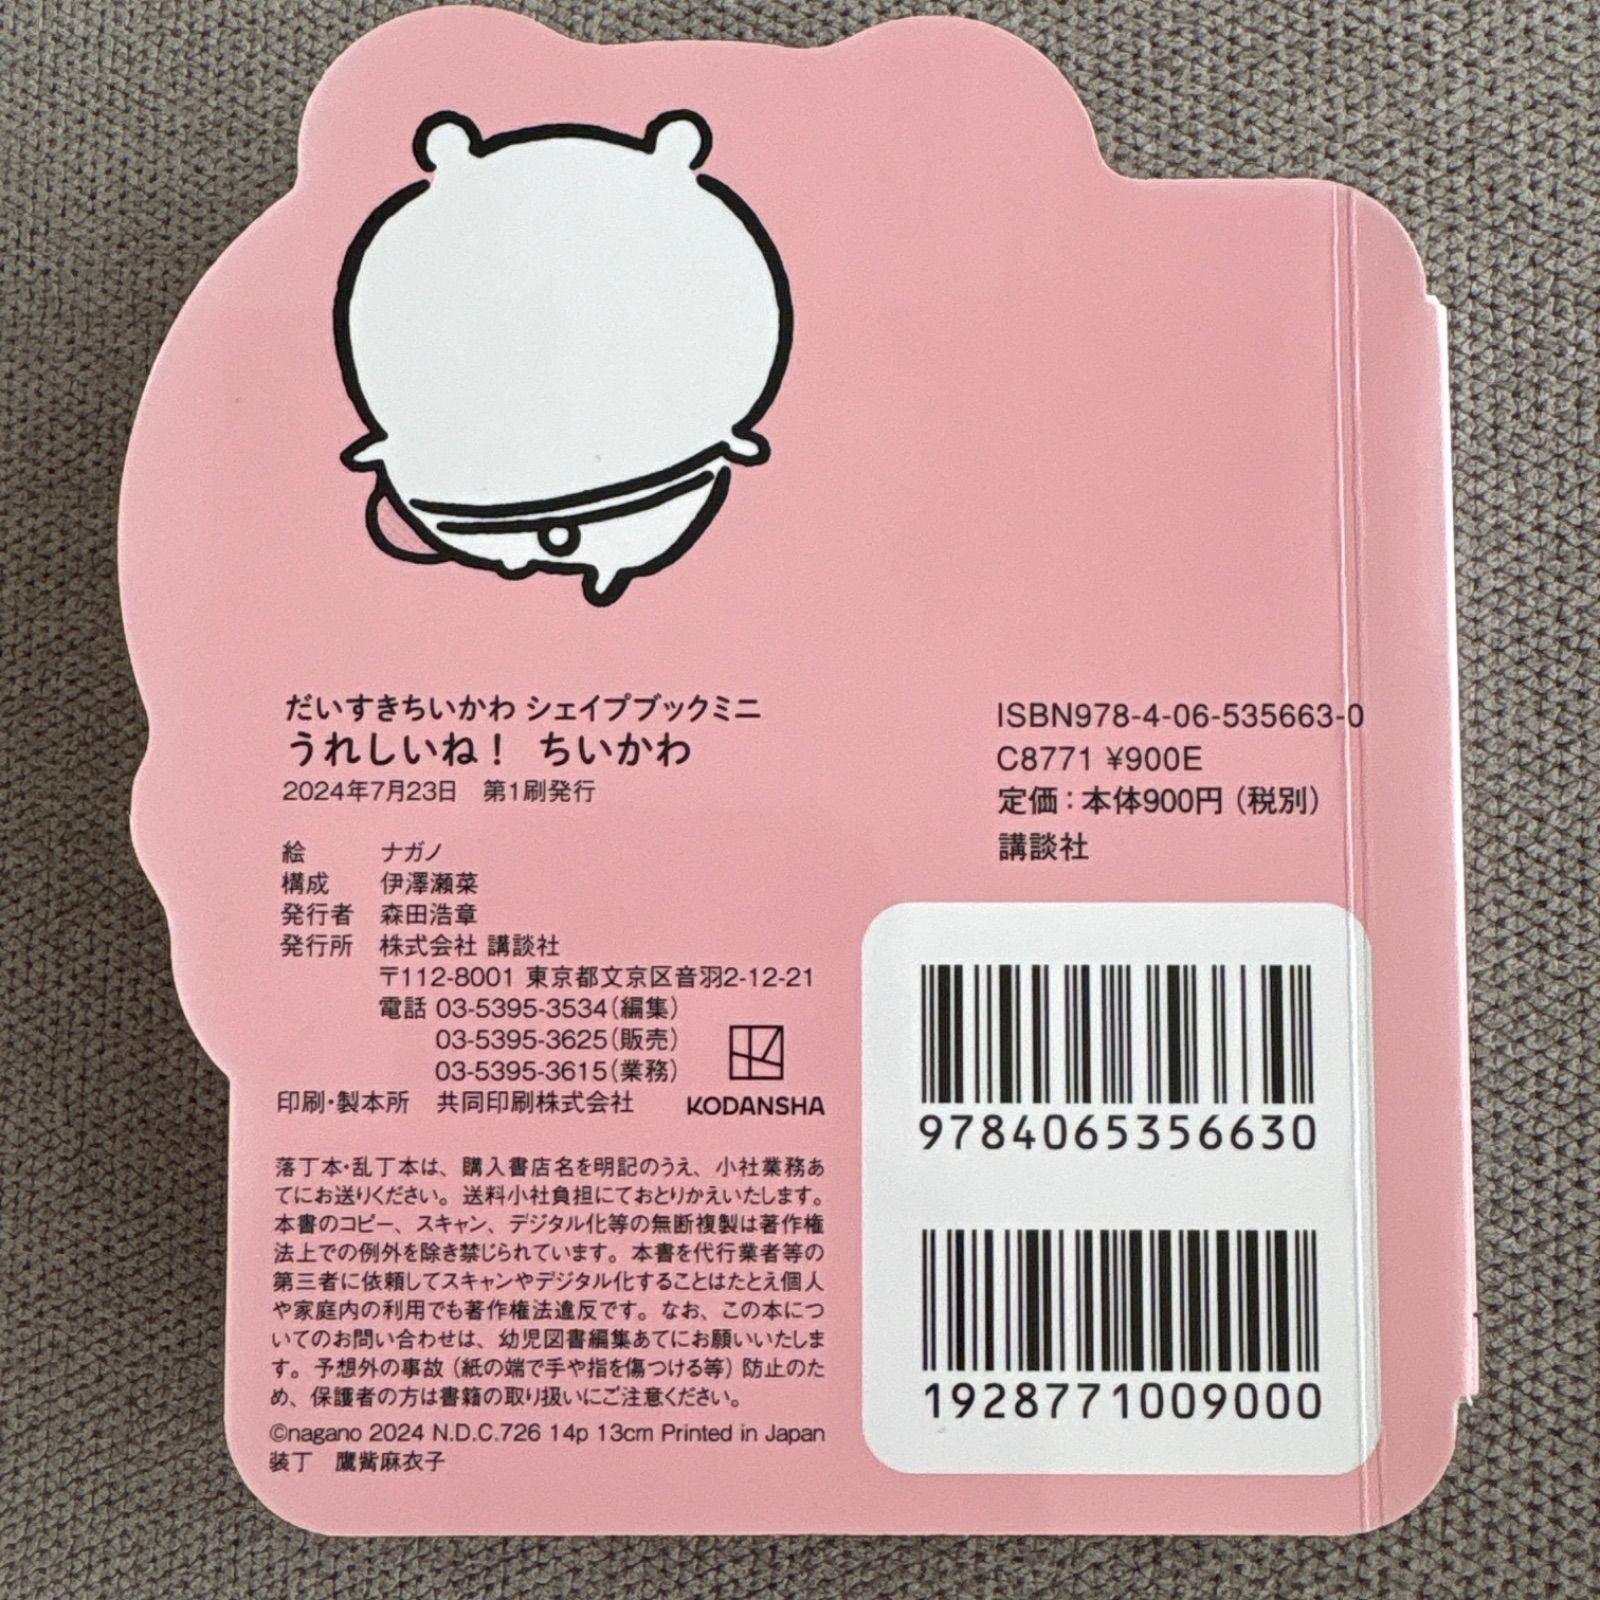 だいすきちいかわ シェイプブックミニ
うれしいね! ちいかわ
2024年7月23日 第1刷発行
絵 ナガノ
構成 伊澤瀬菜
発行者 森田浩章
発行所 株式会社 講談社
〒112-8001 東京都文京区音羽2-12-21
電話 03-5395-3534(編集)
03-5395-3625(販売)
03-5395-3615(業務)
印刷・製本所 共同印刷株式会社
KODANSHA
落丁本・乱丁本は、購入書店名を明記のうえ、小社業務あ
てにお送りください。送料小社負担にておとりかえいたします。
本書のコピー、スキャン、デジタル化等の無断複製は著作権
法上での例外を除き禁じられています。本書を代行業者等の
第三者に依頼してスキャンやデジタル化することはたとえ個人
や家庭内の利用でも著作権法違反です。なお、この本につ
いてのお問い合わせは、幼児図書編集あてにお願いいたしま
す。予想外の事故(紙の端で手や指を傷つける等)防止のた
め、保護者の方は書籍の取り扱いにご注意ください。
©nagano 2024 N.D.C.726 14p 13cm Printed in Japan
装丁 鷹觜麻衣子
ISBN978-4-06-535663-0
C8771 ¥900E
定価:本体900円(税別)
講談社
9784065356630
1928771009000